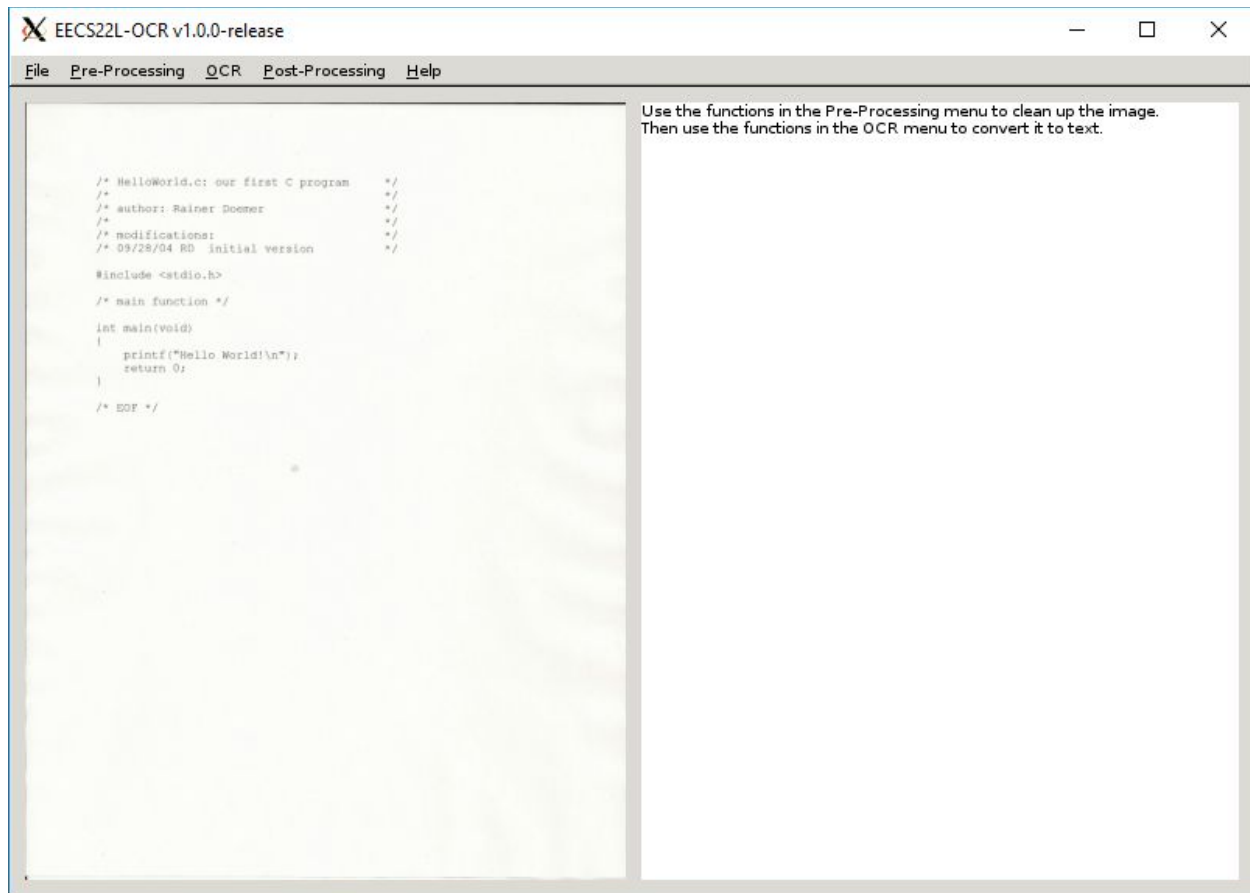 EECS22L-OCR v1.0.0-release
File Pre-Processing OCR Post-Processing Help
/* HelloWorld.c: our first C program */
/* */
/* author: Rainer Doemer */
/* */
/* modifications: */
/* 09/28/04 RD initial version */
#include <stdio.h>
/* main function */
int main(void)
{
printf("Hello World!\n");
return 0;
}
/* EOF */
Use the functions in the Pre-Processing menu to clean up the image.
Then use the functions in the OCR menu to convert it to text.